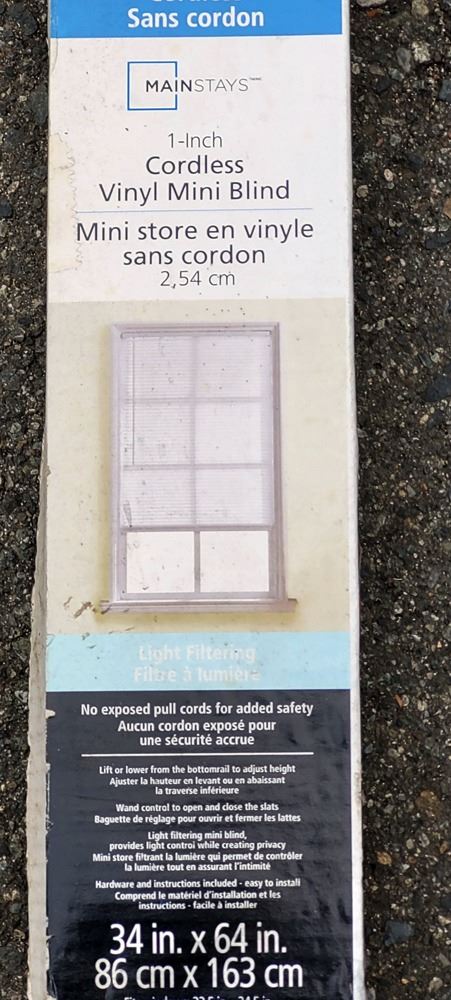 Sans cordon
MAINSTAYS
1-Inch
Cordless
Vinyl Mini Blind
Mini store en vinyle
sans cordon
2,54 cm
Light Filtering
Filtre à lumière
No exposed pull cords for added safety
Aucun cordon exposé pour
une sécurité accrue
Lift or lower from the bottomrail to adjust height
Ajuster la hauteur en levant ou en abaissant
la traverse inférieure
Wand control to open and close the slats
Baguette de réglage pour ouvrir et fermer les lattes
Light filtering mini blind,
provides light control while creating privacy
Mini store filtrant la lumière qui permet de contrôler
la lumière tout en assurant l'intimité
Hardware and instructions included - easy to install
Comprend le matériel d'installation et les
instructions - facile à installer
34 in. x 64 in.
86 cm x 163 cm